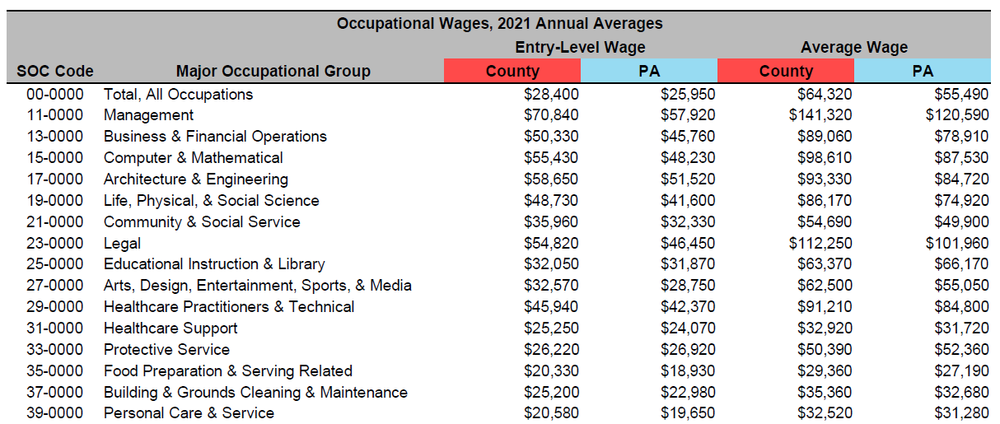 Occupational Wages, 2021 Annual Averages
Entry-Level Wage Average Wage
SOC Code Major Occupational Group County PA County PA
00-0000 Total, All Occupations $28,400 $25,950 $64,320 $55,490
11-0000 Management $70,840 $57,920 $141,320 $120,590
13-0000 Business & Financial Operations $50,330 $45,760 $89,060 $78,910
15-0000 Computer & Mathematical $55,430 $48,230 $98,610 $87,530
17-0000 Architecture & Engineering $58,650 $51,520 $93,330 $84,720
19-0000 Life, Physical, & Social Science $48,730 $41,600 $86,170 $74,920
21-0000 Community & Social Service $35,960 $32,330 $54,690 $49,900
23-0000 Legal $54,820 $46,450 $112,250 $101,960
25-0000 Educational Instruction & Library $32,050 $31,870 $63,370 $66,170
27-0000 Arts, Design, Entertainment, Sports, & Media $32,570 $28,750 $62,500 $55,050
29-0000 Healthcare Practitioners & Technical $45,940 $42,370 $91,210 $84,800
31-0000 Healthcare Support $25,250 $24,070 $32,920 $31,720
33-0000 Protective Service $26,220 $26,920 $50,390 $52,360
35-0000 Food Preparation & Serving Related $20,330 $18,930 $29,360 $27,190
37-0000 Building & Grounds Cleaning & Maintenance $25,200 $22,980 $35,360 $32,680
39-0000 Personal Care & Service $20,580 $19,650 $32,520 $31,280